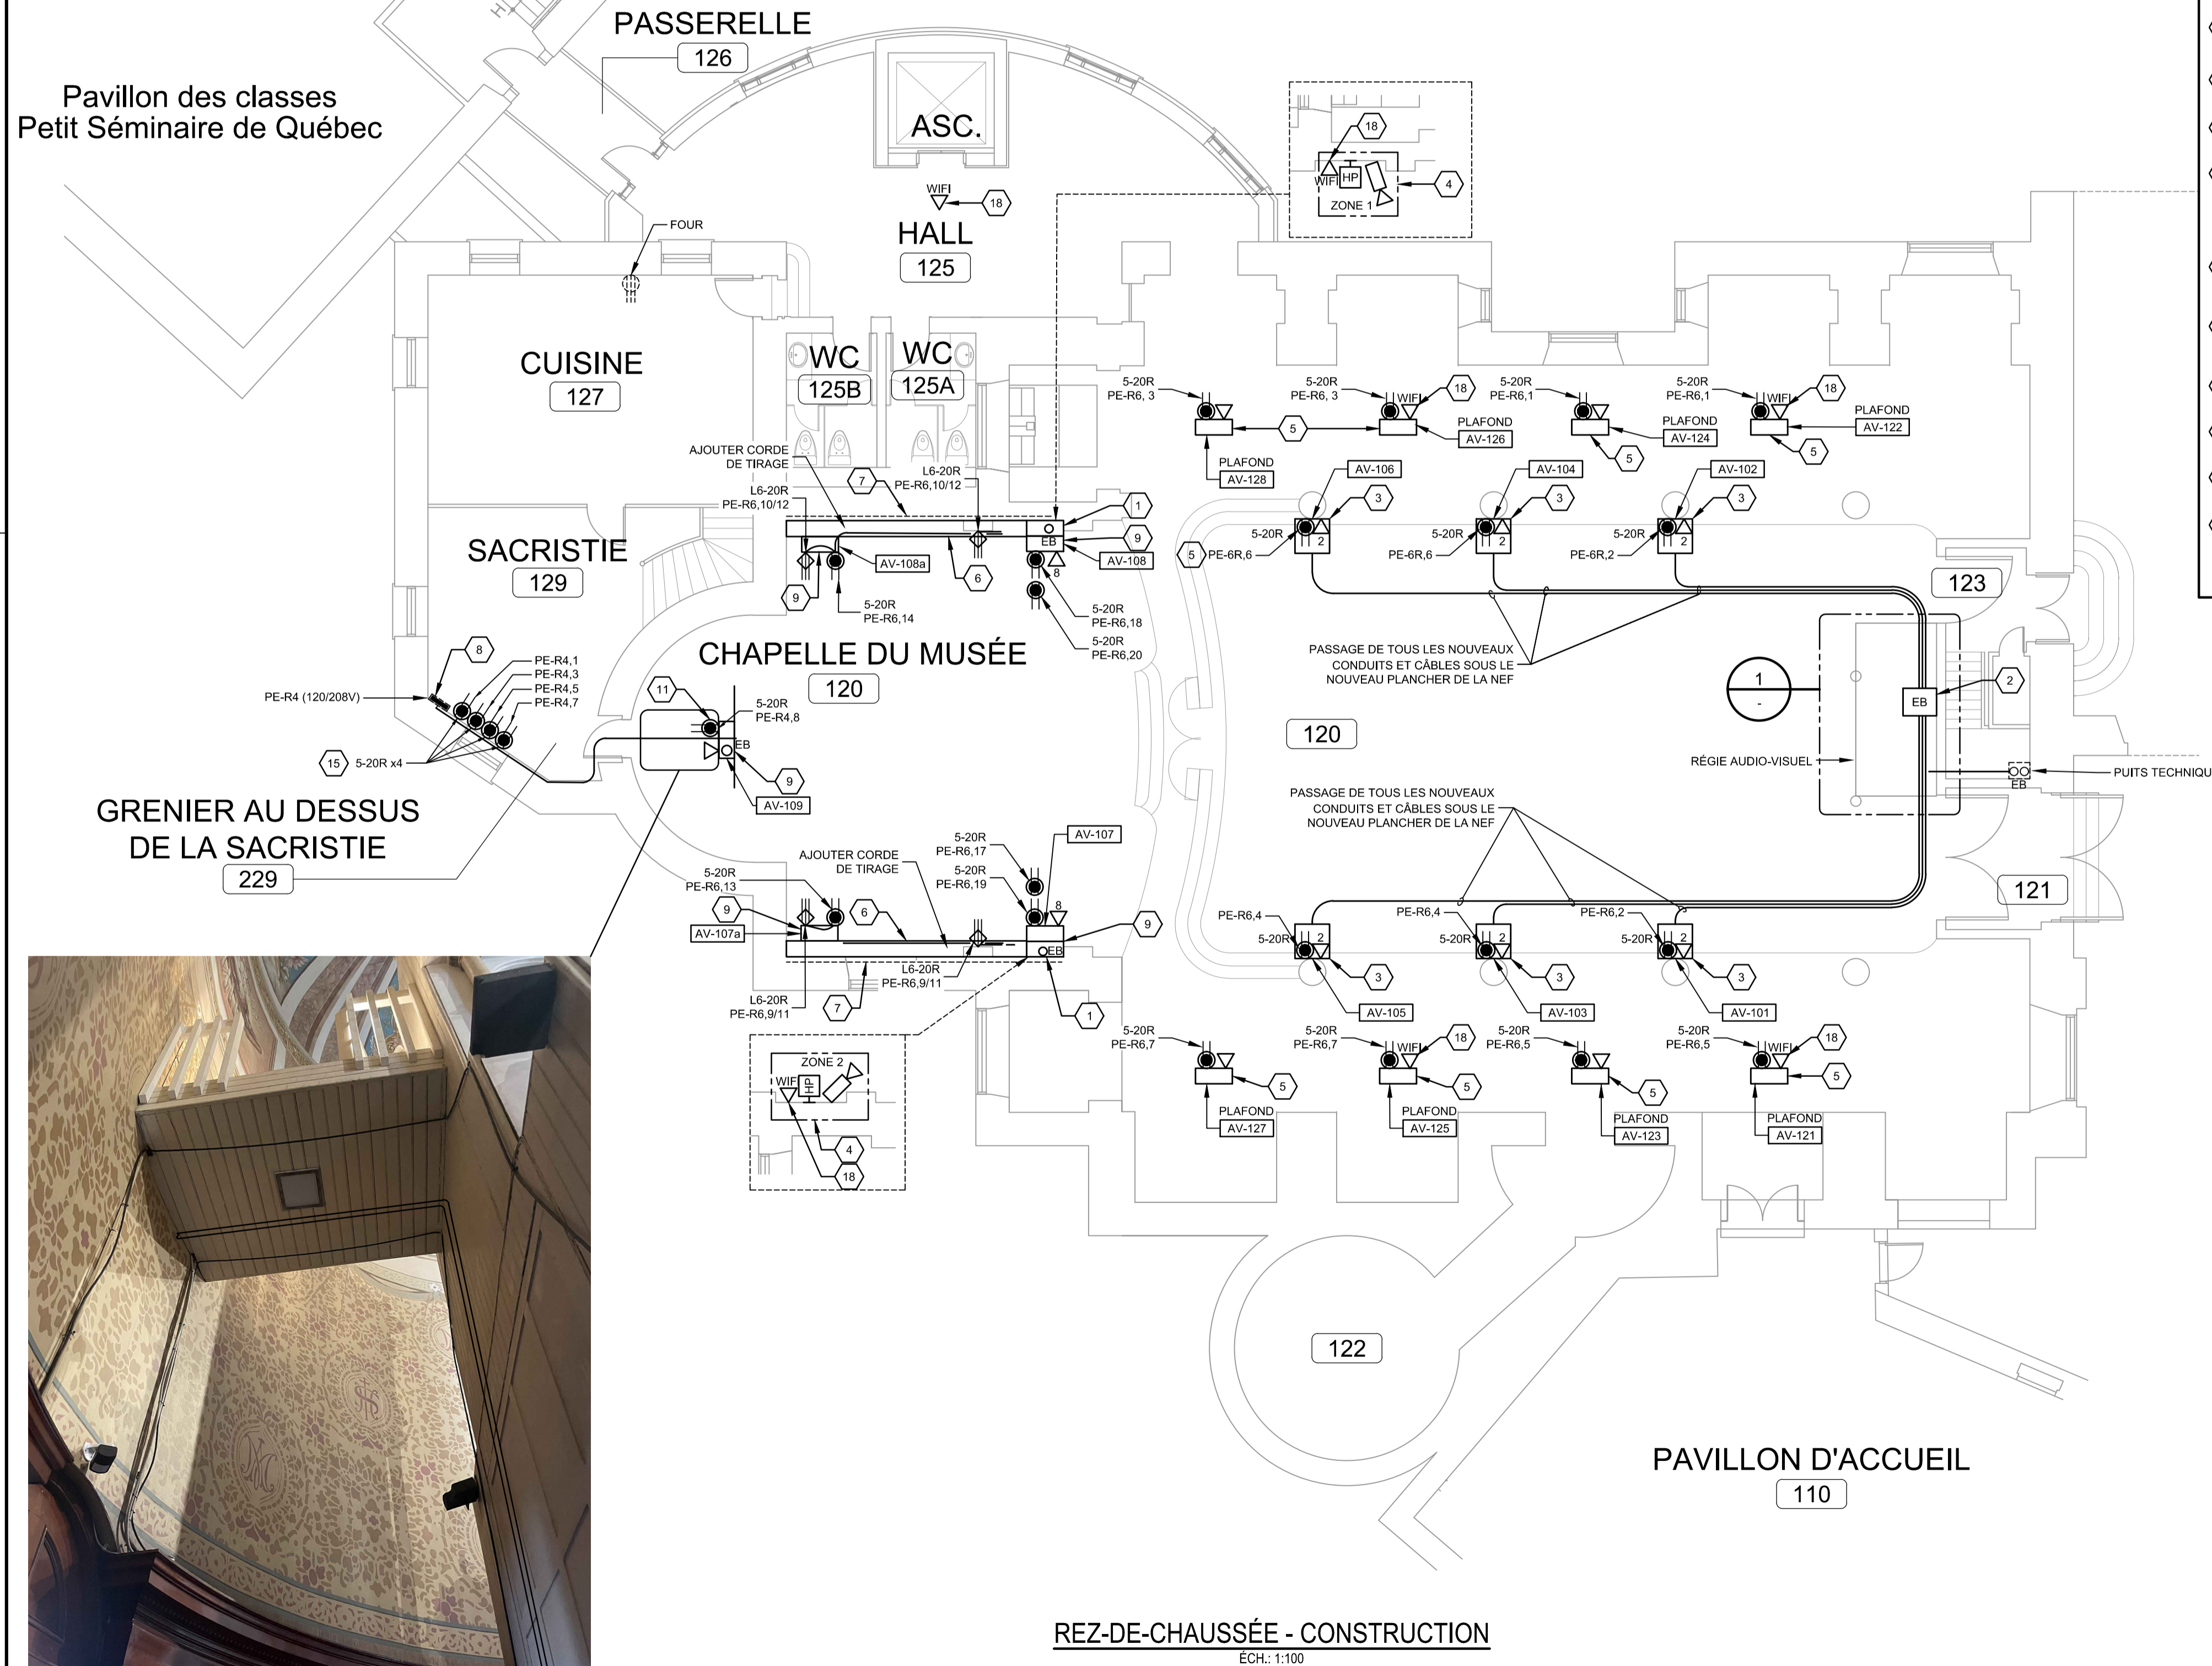 PASSERELLE
126
Pavillon des classes
Petit Séminaire de Québec
H
ASC.
WIFI
18
HALL
125
FOUR
18
WIFI
HP
ZONE 1
4
CUISINE
127
WC
125B
WC
125A
AJOUTER CORDE
DE TIRAGE
7
L6-20R
PE-R6,10/12
L6-20R
PE-R6,10/12
1
EB
9
AV-108
8
AV-108a
6
9
5-20R
PE-R6,14
5-20R
PE-R6,18
5-20R
PE-R6,20
5-20R
PE-R6, 3
PLAFOND
AV-128
5
5-20R
PE-R6, 3
WIFI
18
PLAFOND
AV-126
5-20R
PE-R6,1
PLAFOND
AV-124
5
5-20R
PE-R6,1
WIFI
18
PLAFOND
AV-122
5
AV-106
3
5-20R
2
5
PE-6R,6
AV-104
3
5-20R
2
PE-6R,6
AV-102
3
5-20R
2
PE-6R,2
SACRISTIE
129
123
CHAPELLE DU MUSÉE
120
PASSAGE DE TOUS LES NOUVEAUX
CONDUITS ET CÂBLES SOUS LE
NOUVEAU PLANCHER DE LA NEF
8
PE-R4 (120/208V)
PE-R4,1
PE-R4,3
PE-R4,5
PE-R4,7
15
5-20R x4
11
5-20R
PE-R4,8
EB
9
AV-109
120
1
-
EB
2
RÉGIE AUDIO-VISUEL
PUITS TECHNIQU
EB
GRENIER AU DESSUS
DE LA SACRISTIE
229
PASSAGE DE TOUS LES NOUVEAUX
CONDUITS ET CÂBLES SOUS LE
NOUVEAU PLANCHER DE LA NEF
121
AJOUTER CORDE
DE TIRAGE
5-20R
PE-R6,17
5-20R
PE-R6,19
AV-107
8
5-20R
PE-R6,13
9
6
AV-107a
9
EB
L6-20R
PE-R6,9/11
L6-20R
PE-R6,9/11
7
1
PE-R6,4
5-20R
2
3
AV-105
PE-R6,4
5-20R
2
3
AV-103
PE-R6,2
5-20R
2
3
AV-101
5-20R
PE-R6,7
5
PLAFOND
AV-127
5-20R
PE-R6,7
WIFI
18
5
PLAFOND
AV-125
5-20R
PE-R6,5
5
PLAFOND
AV-123
5-20R
PE-R6,5
WIFI
18
5
PLAFOND
AV-121
ZONE 2
WIFI
HP
4
18
122
PAVILLON D'ACCUEIL
110
REZ-DE-CHAUSSÉE - CONSTRUCTION
ÉCH.: 1:100